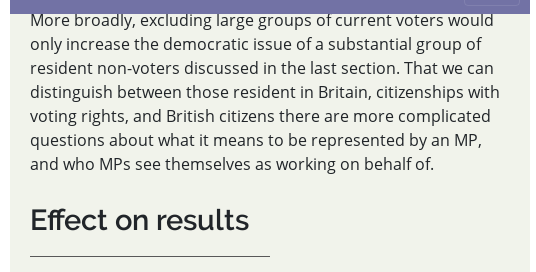 More broadly, excluding large groups of current voters would
only increase the democratic issue of a substantial group of
resident non-voters discussed in the last section. That we can
distinguish between those resident in Britain, citizenships with
voting rights, and British citizens there are more complicated
questions about what it means to be represented by an MP,
and who MPs see themselves as working on behalf of.
Effect on results